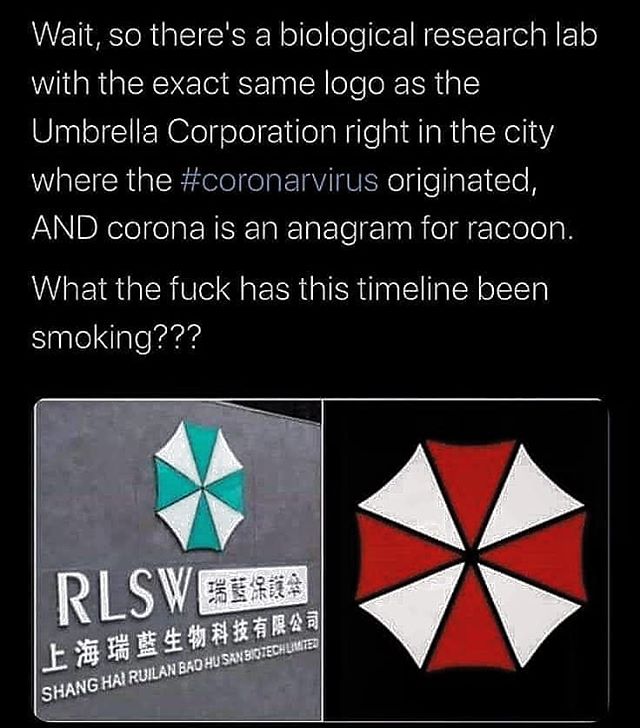 Wait, so there's a biological research lab
with the exact same logo as the
Umbrella Corporation right in the city
where the #coronarvirus originated,
AND corona is an anagram for racoon.
What the fuck has this timeline been
smoking???
RLSW 瑞藍保護傘
上海瑞藍生物科技有限公司
SHANG HAI RUILAN BAO HU SAN BIOTECH LIMITED